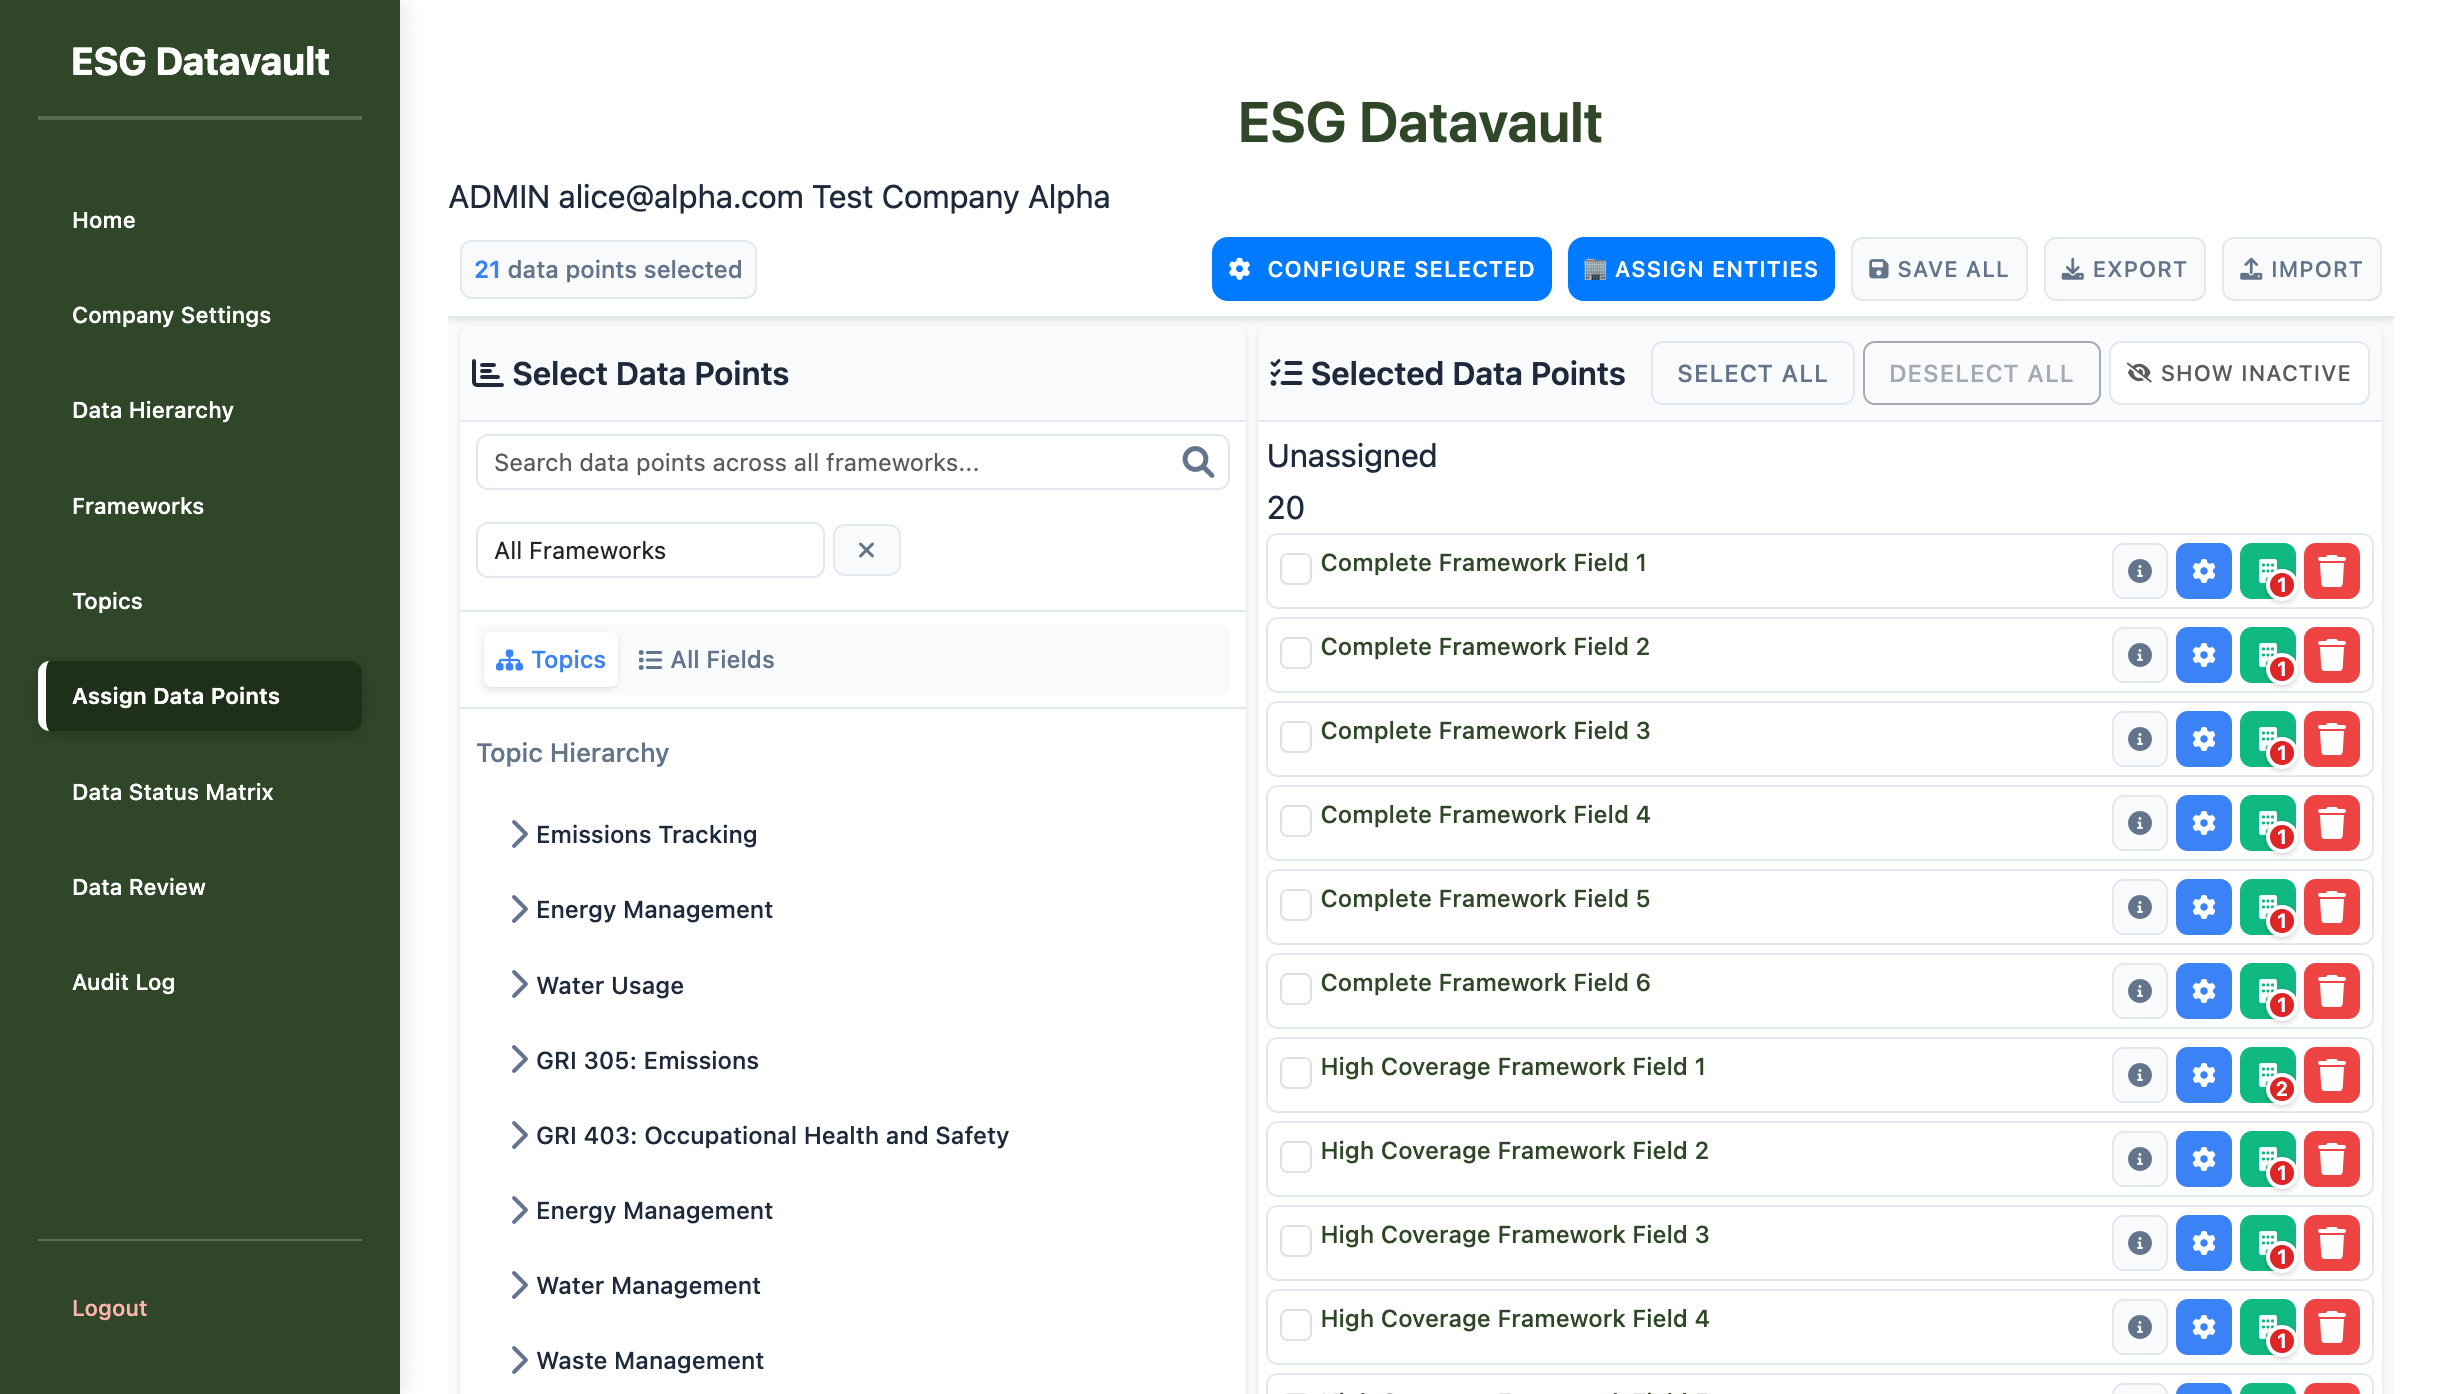 ESG Datavault
Home
Company Settings
Data Hierarchy
Frameworks
Topics
Assign Data Points
Data Status Matrix
Data Review
Audit Log
Logout
ESG Datavault
ADMIN alice@alpha.com Test Company Alpha
21 data points selected
CONFIGURE SELECTED
ASSIGN ENTITIES
SAVE ALL
EXPORT
IMPORT
Select Data Points
Search data points across all frameworks...
All Frameworks
Topics
All Fields
Topic Hierarchy
Emissions Tracking
Energy Management
Water Usage
GRI 305: Emissions
GRI 403: Occupational Health and Safety
Energy Management
Water Management
Waste Management
Selected Data Points
SELECT ALL
DESELECT ALL
SHOW INACTIVE
Unassigned
20
Complete Framework Field 1
1
Complete Framework Field 2
1
Complete Framework Field 3
1
Complete Framework Field 4
1
Complete Framework Field 5
1
Complete Framework Field 6
1
High Coverage Framework Field 1
2
High Coverage Framework Field 2
1
High Coverage Framework Field 3
1
High Coverage Framework Field 4
1